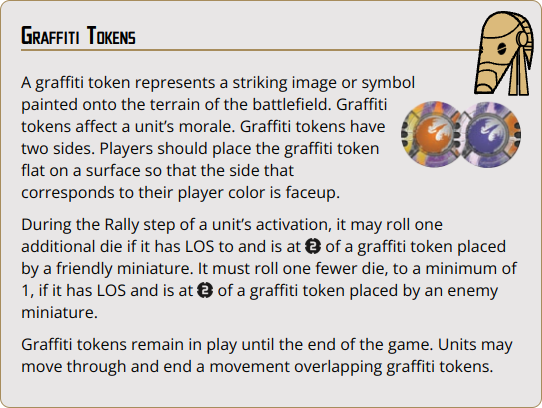 Graffiti Tokens
A graffiti token represents a striking image or symbol
painted onto the terrain of the battlefield. Graffiti
tokens affect a unit’s morale. Graffiti tokens have
two sides. Players should place the graffiti token
flat on a surface so that the side that
corresponds to their player color is faceup.
During the Rally step of a unit’s activation, it may roll one
additional die if it has LOS to and is at 2 of a graffiti token placed
by a friendly miniature. It must roll one fewer die, to a minimum of
1, if it has LOS and is at 2 of a graffiti token placed by an enemy
miniature.
Graffiti tokens remain in play until the end of the game. Units may
move through and end a movement overlapping graffiti tokens.